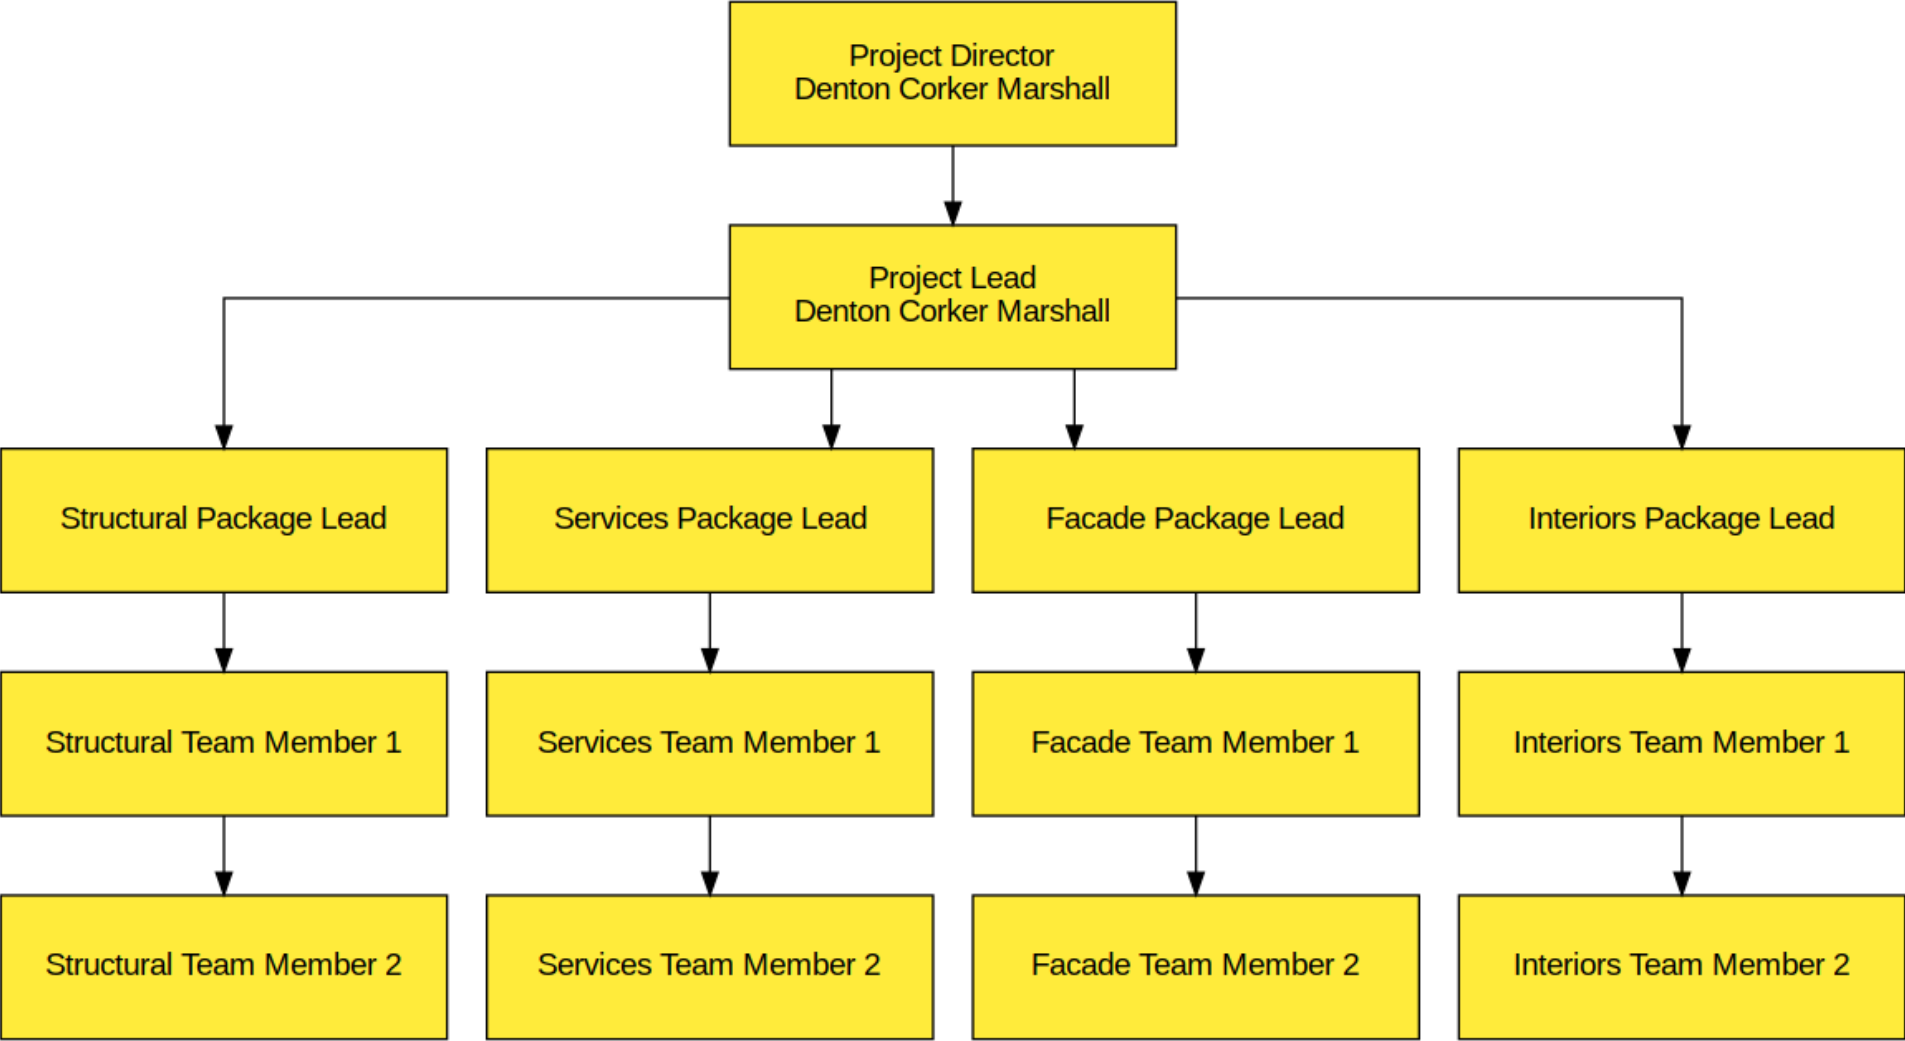 Project Director
Denton Corker Marshall
Project Lead
Denton Corker Marshall
Structural Package Lead
Services Package Lead
Facade Package Lead
Interiors Package Lead
Structural Team Member 1
Services Team Member 1
Facade Team Member 1
Interiors Team Member 1
Structural Team Member 2
Services Team Member 2
Facade Team Member 2
Interiors Team Member 2